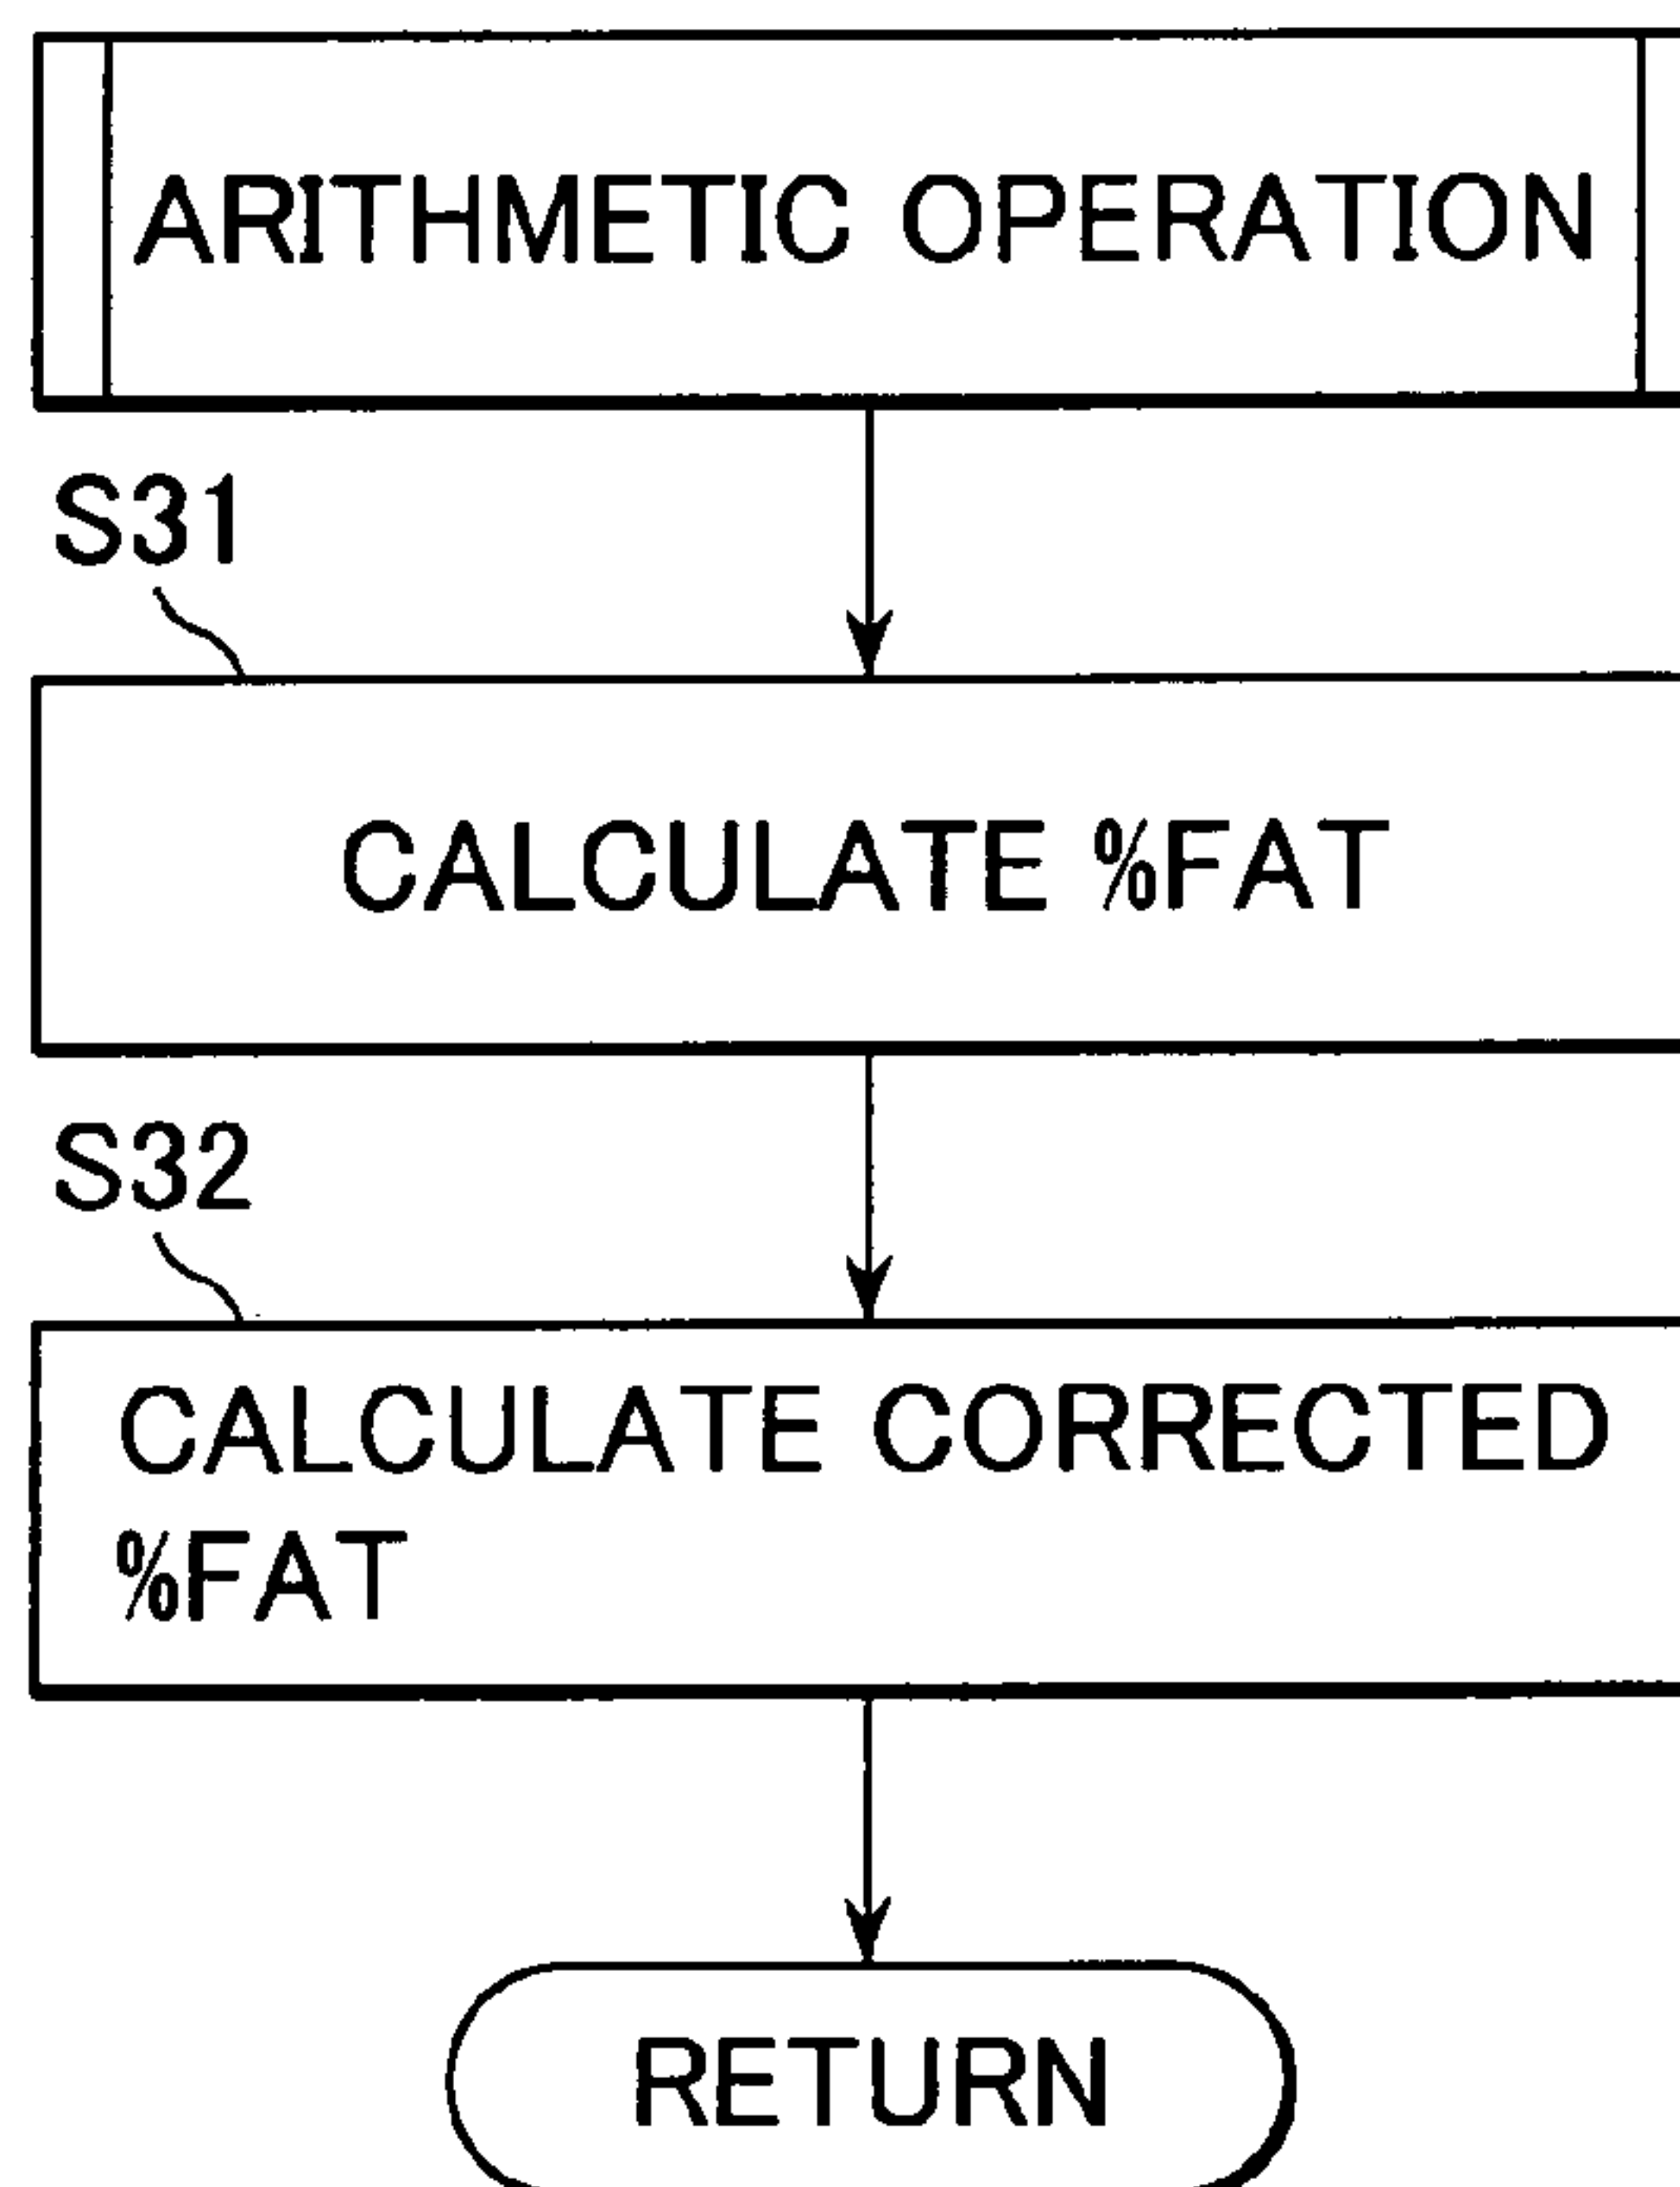 ARITHMETIC OPERATION
S31
CALCULATE %FAT
S32
CALCULATE CORRECTED
%FAT
RETURN